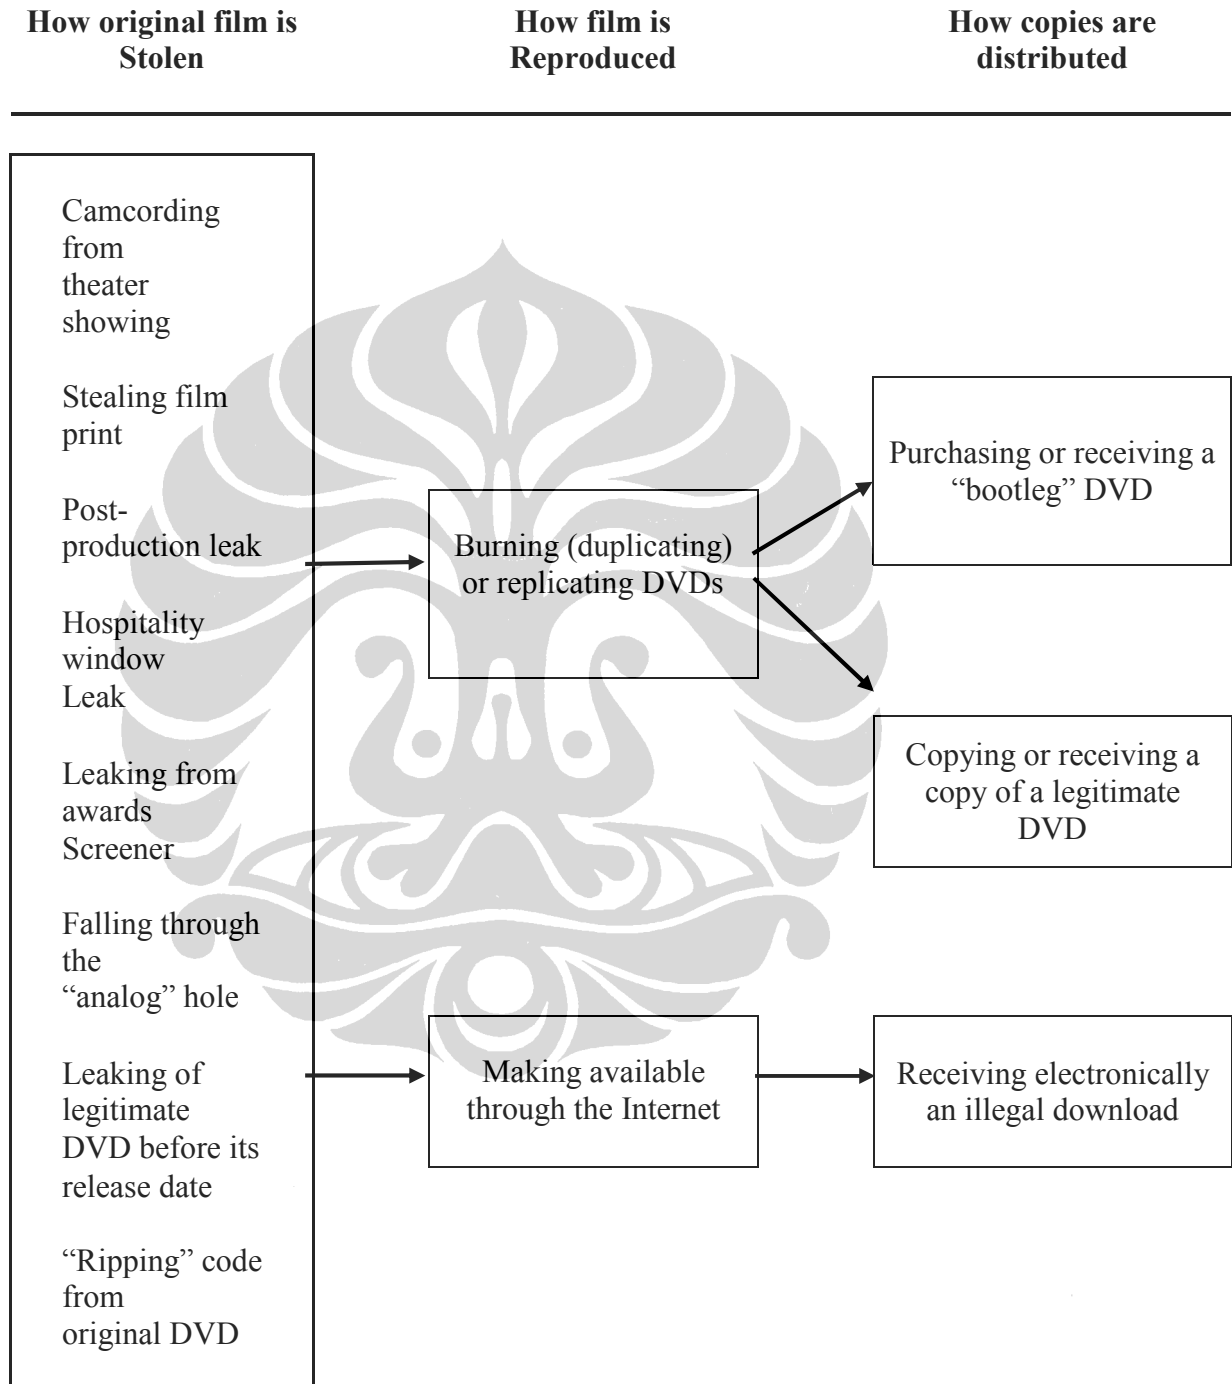 How original film is
Stolen
How film is
Reproduced
How copies are
distributed
Camcording
from
theater
showing
Stealing film
print
Post-
production leak
Hospitality
window
Leak
Leaking from
awards
Screener
Falling through
the
“analog” hole
Leaking of
legitimate
DVD before its
release date
“Ripping” code
from
original DVD
Burning (duplicating)
or replicating DVDs
Making available
through the Internet
Purchasing or receiving a
“bootleg” DVD
Copying or receiving a
copy of a legitimate
DVD
Receiving electronically
an illegal download